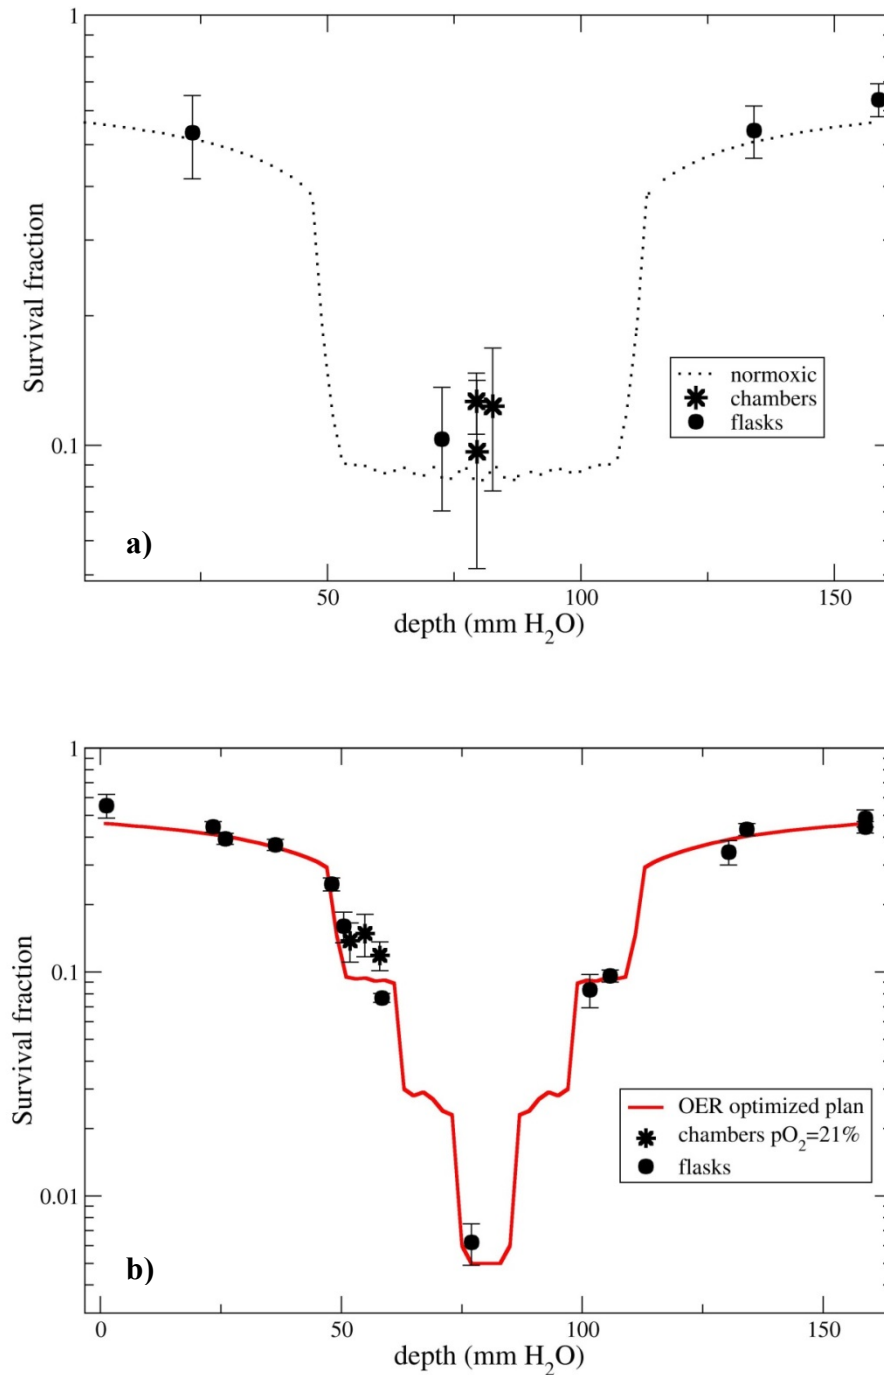 1
0.1
Survival fraction
normoxic
chambers
flasks
a)
50
100
150
depth (mm H₂O)
1
0.1
0.01
Survival fraction
OER optimized plan
chambers pO₂=21%
flasks
b)
0
50
100
150
depth (mm H₂O)